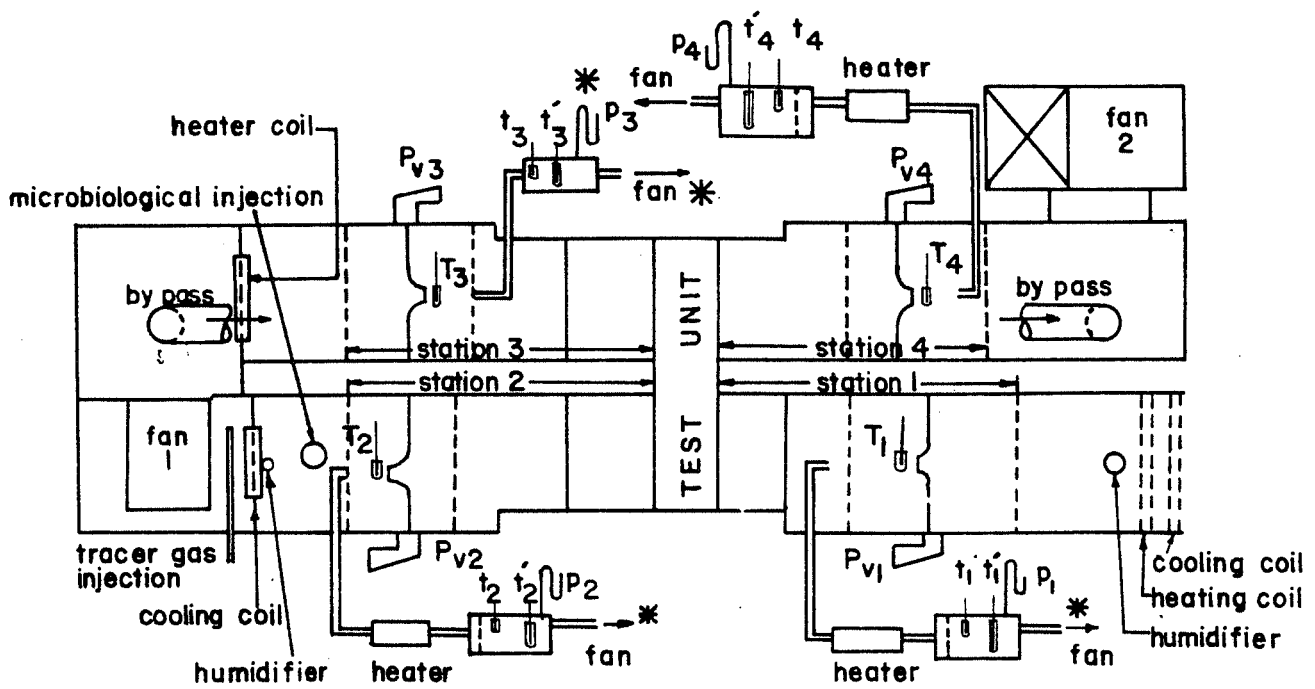 t´4 t4
P4
fan
heater
fan
2
*
t3 t´3 P3
heater coil
Pv3
fan *
Pv4
microbiological injection
T3
T4
by pass
by pass
TEST UNIT
station 3
station 4
station 2
station 1
fan
1
T2
T1
tracer gas
injection
Pv2
Pv1
cooling coil
t2 t´2 P2
*
fan
t1 t´1 P1
*
fan
cooling coil
heating coil
humidifier
humidifier
heater
heater